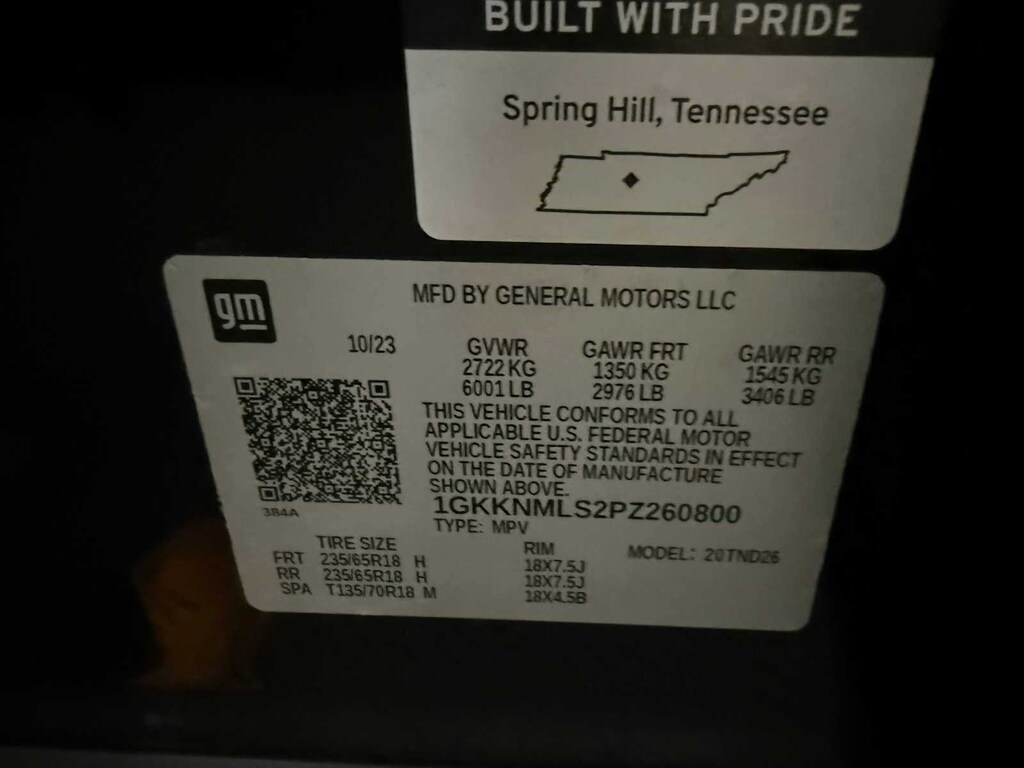 BUILT WITH PRIDE
Spring Hill, Tennessee
gm
MFD BY GENERAL MOTORS LLC
10/23
GVWR
2722 KG
6001 LB
GAWR FRT
1350 KG
2976 LB
GAWR RR
1545 KG
3406 LB
THIS VEHICLE CONFORMS TO ALL
APPLICABLE U.S. FEDERAL MOTOR
VEHICLE SAFETY STANDARDS IN EFFECT
ON THE DATE OF MANUFACTURE
SHOWN ABOVE.
384A
1GKKNMLS2PZ260800
TYPE: MPV
TIRE SIZE RIM MODEL: 20TND26
FRT 235/65R18 H 18X7.5J
RR 235/65R18 H 18X7.5J
SPA T135/70R18 M 18X4.5B